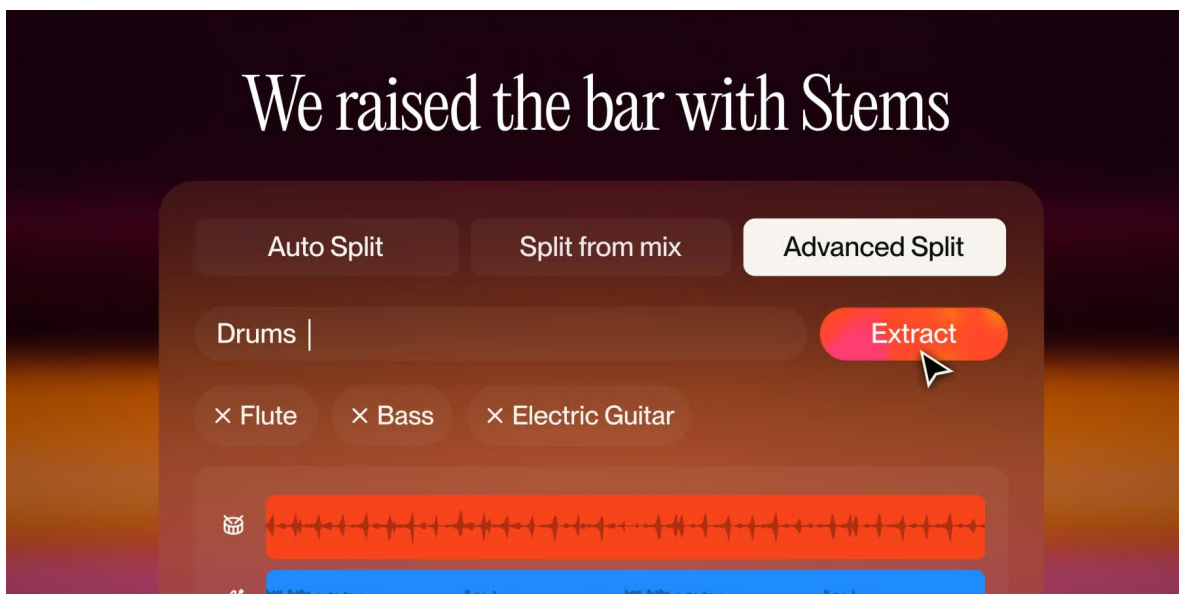 We raised the bar with Stems
Auto Split
Split from mix
Advanced Split
Drums
Extract
× Flute
× Bass
× Electric Guitar